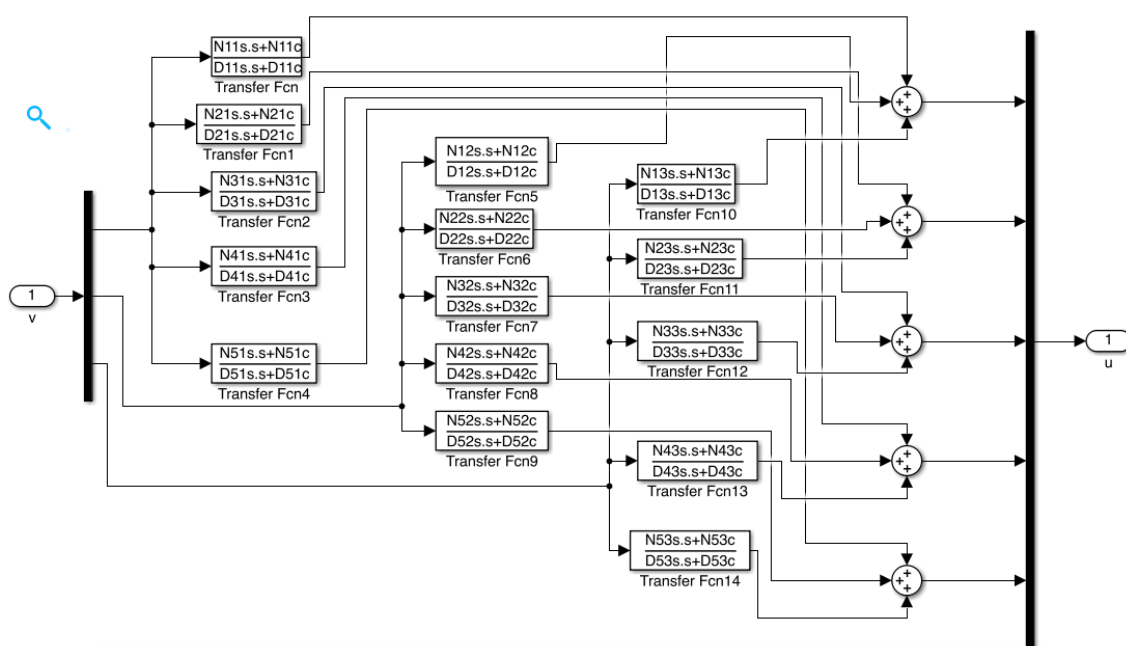 N11s.s+N11c
D11s.s+D11c
Transfer Fcn
N21s.s+N21c
D21s.s+D21c
Transfer Fcn1
N31s.s+N31c
D31s.s+D31c
Transfer Fcn2
N41s.s+N41c
D41s.s+D41c
Transfer Fcn3
N51s.s+N51c
D51s.s+D51c
Transfer Fcn4
1
v
N12s.s+N12c
D12s.s+D12c
Transfer Fcn5
N22s.s+N22c
D22s.s+D22c
Transfer Fcn6
N32s.s+N32c
D32s.s+D32c
Transfer Fcn7
N42s.s+N42c
D42s.s+D42c
Transfer Fcn8
N52s.s+N52c
D52s.s+D52c
Transfer Fcn9
N13s.s+N13c
D13s.s+D13c
Transfer Fcn10
N23s.s+N23c
D23s.s+D23c
Transfer Fcn11
N33s.s+N33c
D33s.s+D33c
Transfer Fcn12
N43s.s+N43c
D43s.s+D43c
Transfer Fcn13
N53s.s+N53c
D53s.s+D53c
Transfer Fcn14
+
++
+
+
++
+
+
++
+
+
++
+
+
++
+
1
u